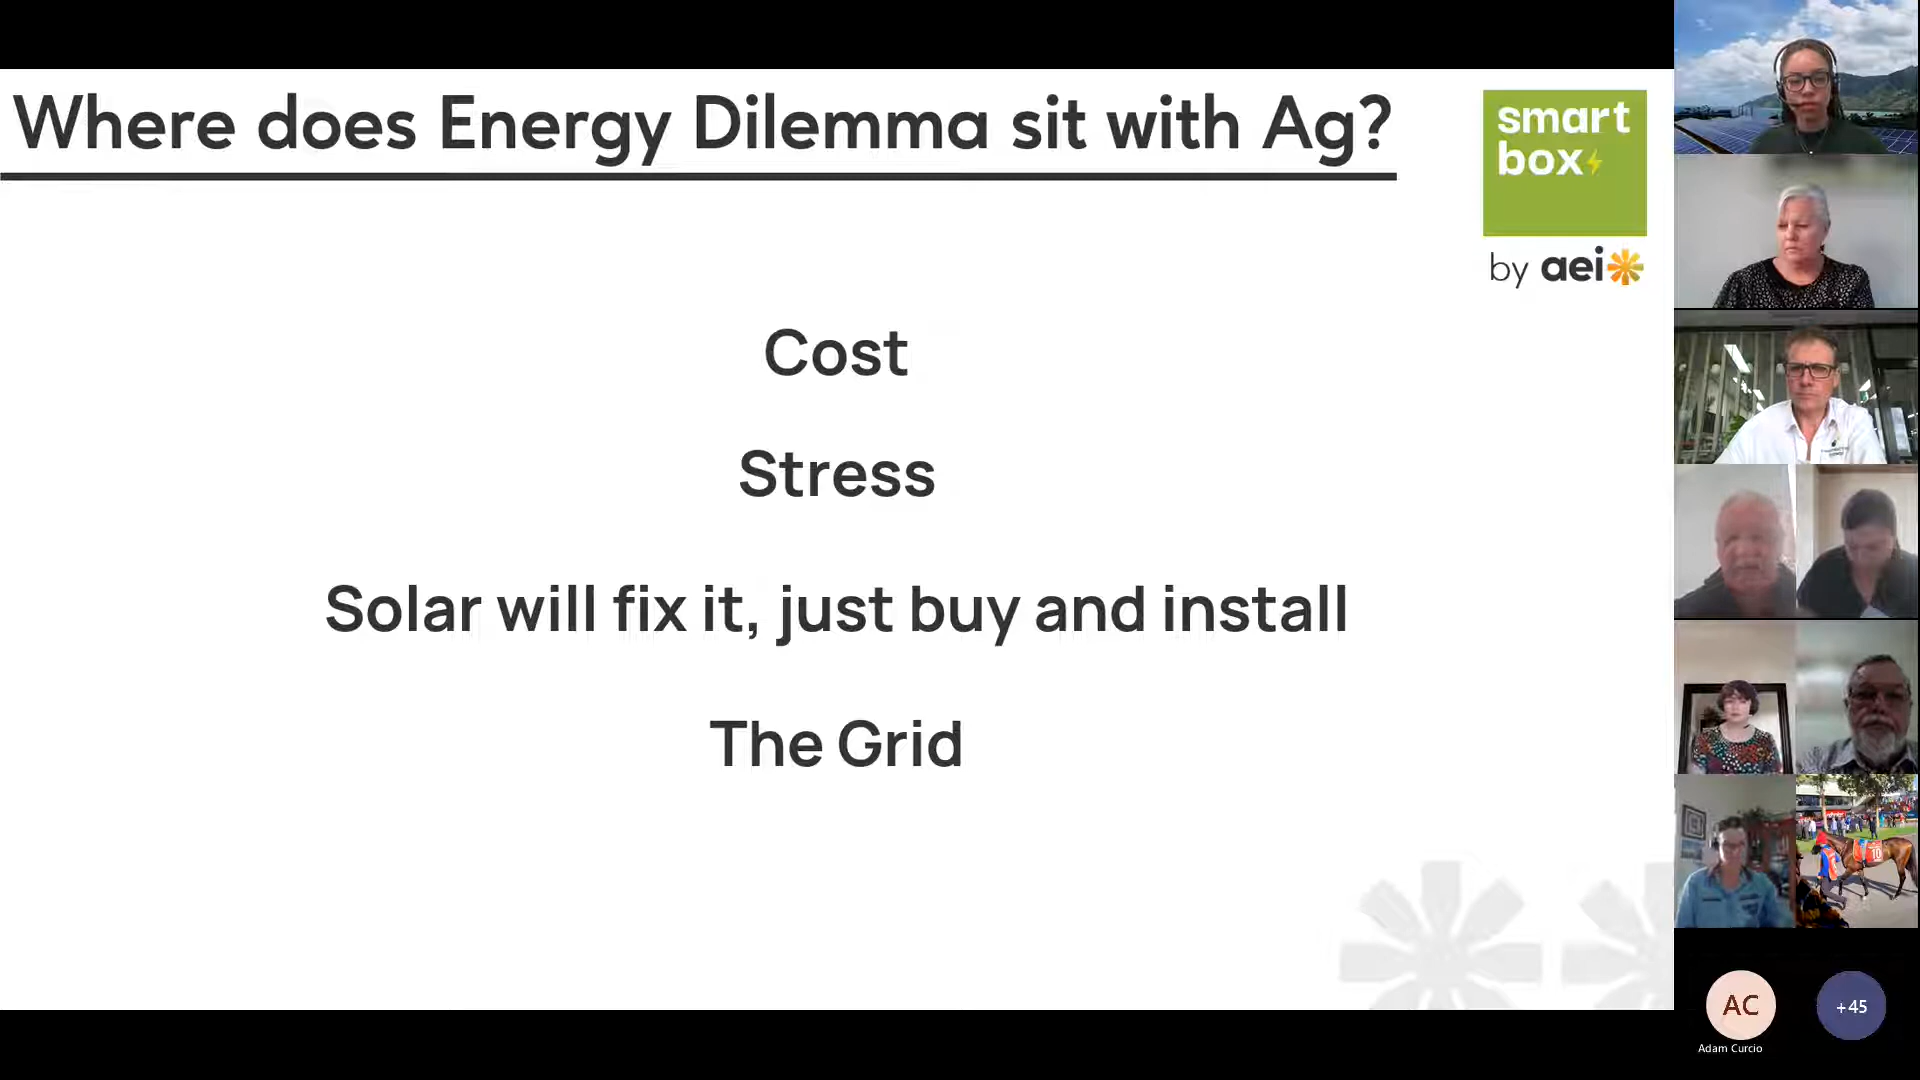 Where does Energy Dilemma sit with Ag?
smart
box
by aei
Cost
Stress
Solar will fix it, just buy and install
The Grid
10
AC
+45
Adam Curcio